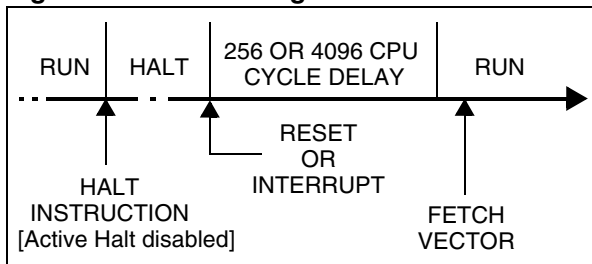 RUN
HALT
256 OR 4096 CPU
CYCLE DELAY
RUN
RESET
OR
INTERRUPT
HALT
INSTRUCTION
[Active Halt disabled]
FETCH
VECTOR